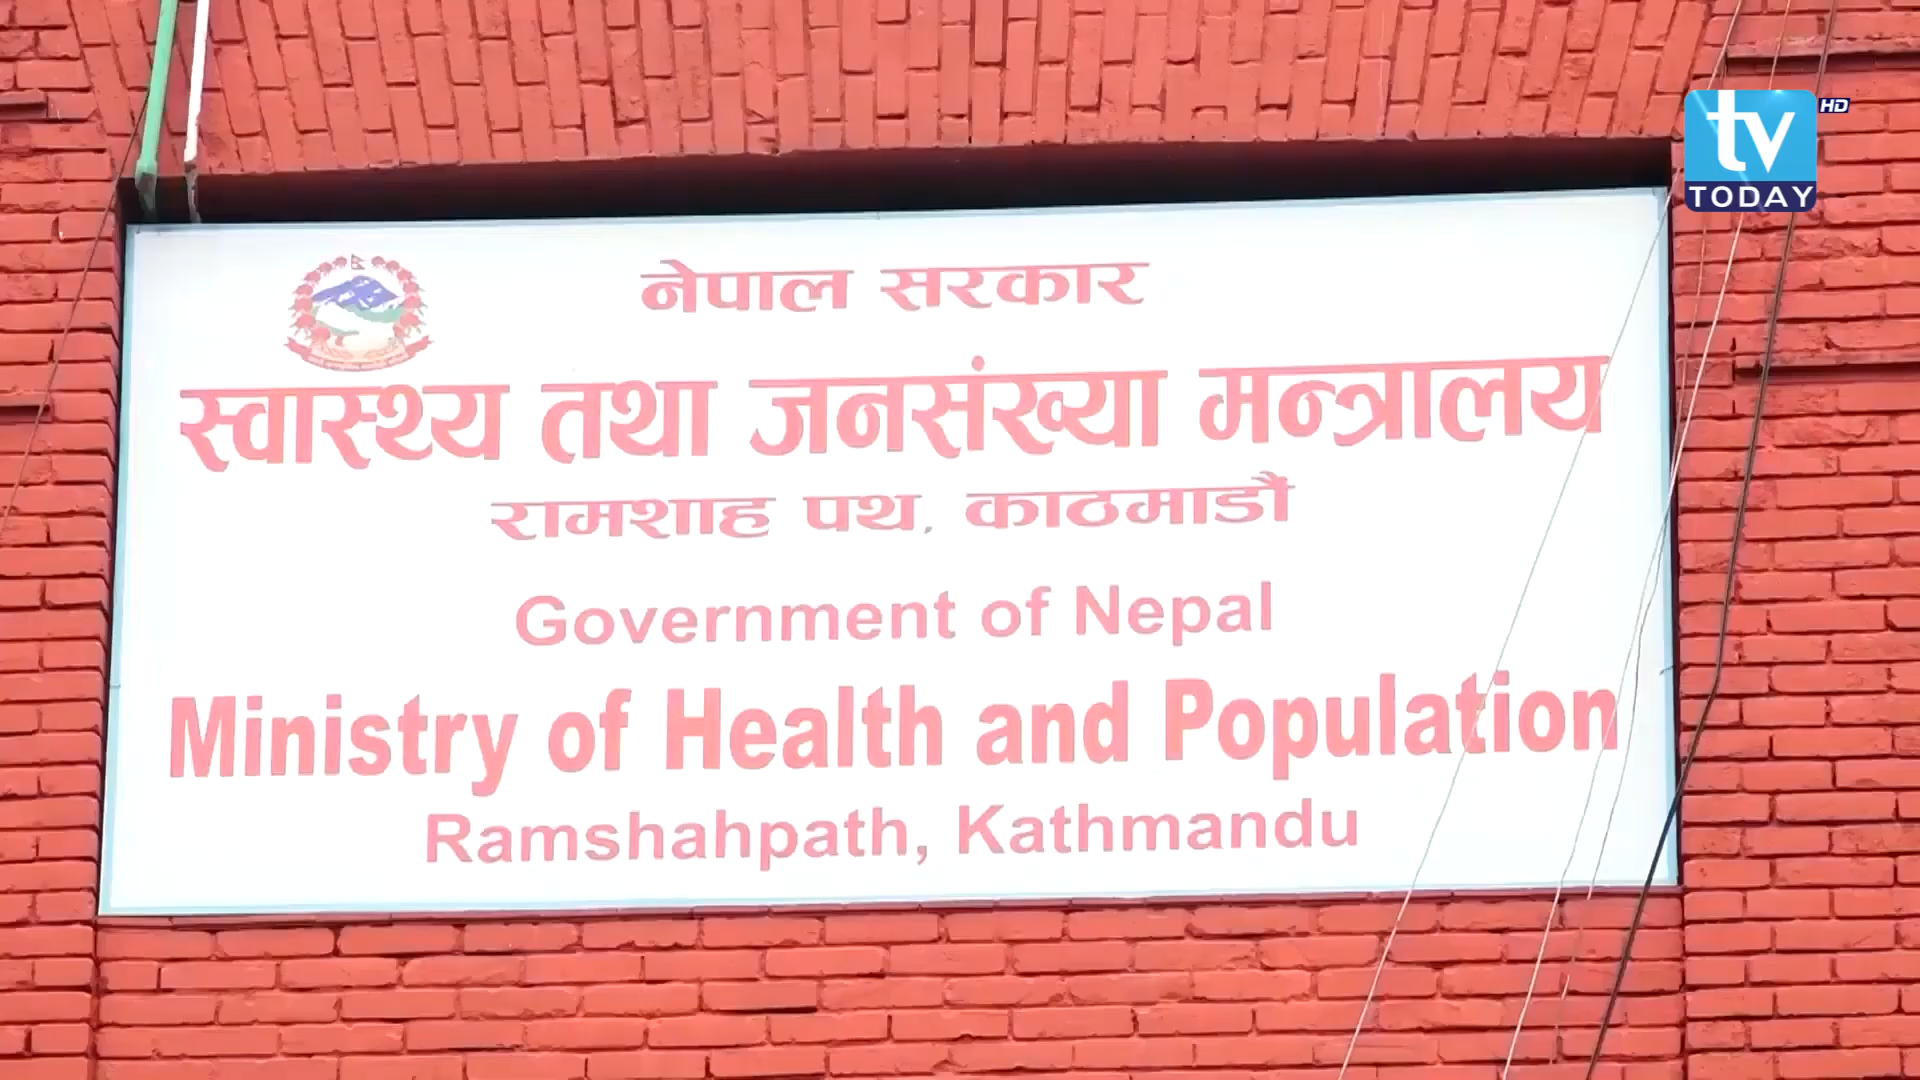 tv HD
TODAY
नेपाल सरकार
स्वास्थ्य तथा जनसंख्या मन्त्रालय
रामशाह पथ, काठमाडौं
Government of Nepal
Ministry of Health and Population
Ramshahpath, Kathmandu